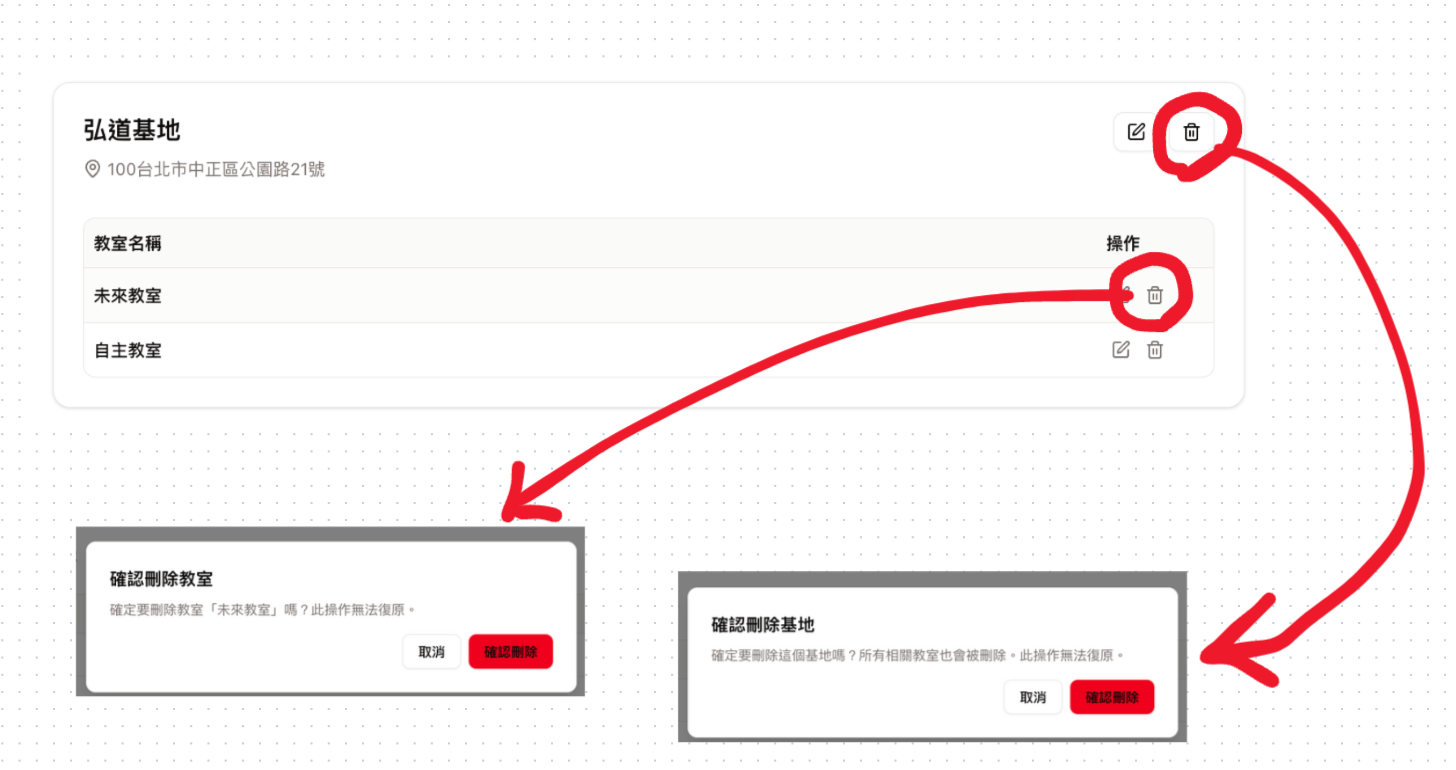 弘道基地
100台北市中正區公園路21號
教室名稱
操作
未來教室
自主教室
確認刪除教室
確定要刪除教室「未來教室」嗎？此操作無法復原。
取消
確認刪除
確認刪除基地
確定要刪除這個基地嗎？所有相關教室也會被刪除。此操作無法復原。
取消
確認刪除